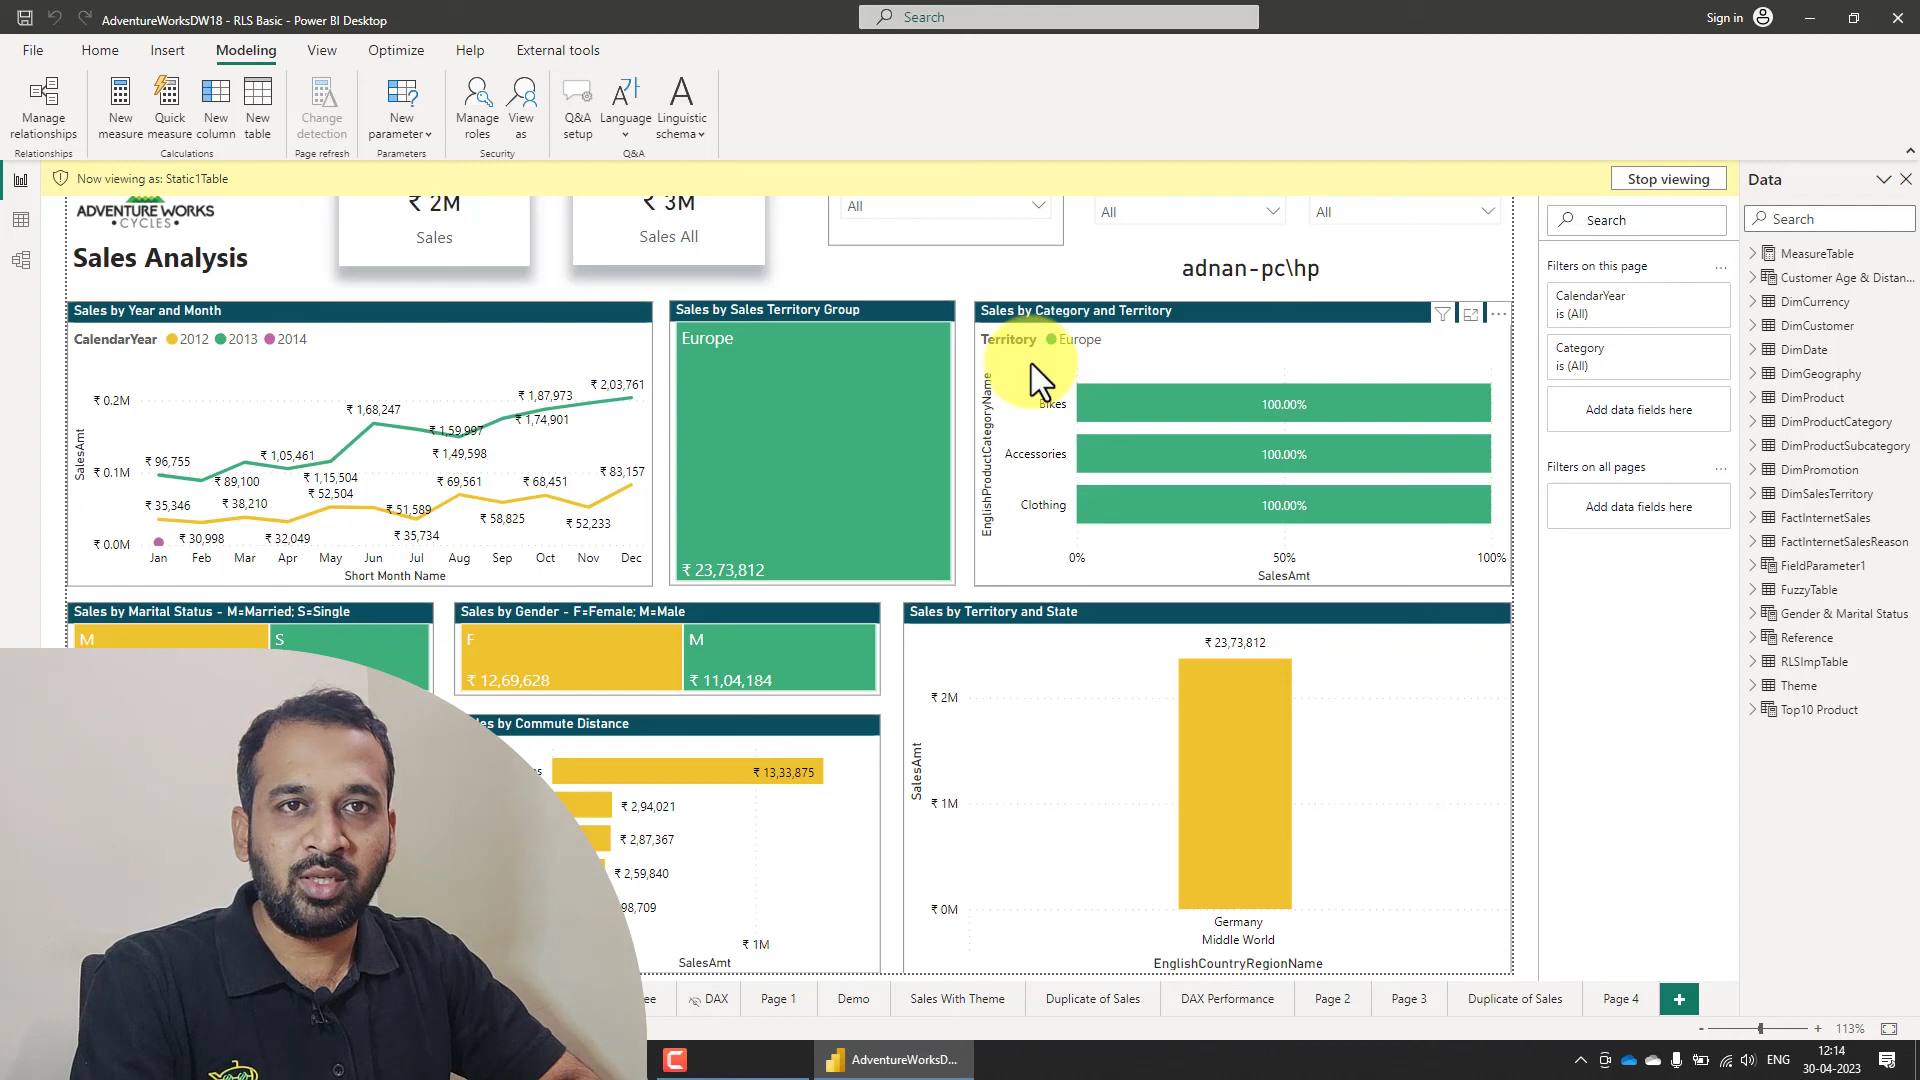 AdventureWorksDW18 - RLS Basic - Power BI Desktop
Search
Sign in
File
Home
Insert
Modeling
View
Optimize
Help
External tools
Manage relationships
New measure
Quick measure
New column
New table
Change detection
New parameter
Manage roles
View as
Q&A setup
Language
Linguistic schema
Relationships
Calculations
Page refresh
Parameters
Security
Q&A
Now viewing as: Static1Table
Stop viewing
ADVENTURE WORKS
•CYCLES•
Sales Analysis
₹ 2M
Sales
₹ 3M
Sales All
All
All
All
adnan-pc\hp
Sales by Year and Month
CalendarYear 2012 2013 2014
SalesAmt
₹ 0.2M
₹ 0.1M
₹ 0.0M
₹ 96,755
₹ 89,100
₹ 1,05,461
₹ 1,15,504
₹ 1,68,247
₹ 1,59,997
₹ 1,49,598
₹ 1,87,973
₹ 1,74,901
₹ 2,03,761
₹ 35,346
₹ 30,998
₹ 38,210
₹ 32,049
₹ 52,504
₹ 51,589
₹ 35,734
₹ 69,561
₹ 58,825
₹ 68,451
₹ 52,233
₹ 83,157
Jan Feb Mar Apr May Jun Jul Aug Sep Oct Nov Dec
Short Month Name
Sales by Sales Territory Group
Europe
₹ 23,73,812
Sales by Category and Territory
Territory Europe
EnglishProductCategoryName
Bikes
100.00%
Accessories
100.00%
Clothing
100.00%
0% 50% 100%
SalesAmt
Sales by Marital Status - M=Married; S=Single
M
S
Sales by Gender - F=Female; M=Male
F
₹ 12,69,628
M
₹ 11,04,184
by Commute Distance
₹ 13,33,875
₹ 2,94,021
₹ 2,87,367
₹ 2,59,840
98,709
₹ 1M
SalesAmt
Sales by Territory and State
₹ 23,73,812
SalesAmt
₹ 2M
₹ 1M
₹ 0M
Germany
Middle World
EnglishCountryRegionName
Search
Filters on this page
CalendarYear
is (All)
Category
is (All)
Add data fields here
Filters on all pages
Add data fields here
Data
Search
MeasureTable
Customer Age & Distan...
DimCurrency
DimCustomer
DimDate
DimGeography
DimProduct
DimProductCategory
DimProductSubcategory
DimPromotion
DimSalesTerritory
FactInternetSales
FactInternetSalesReason
FieldParameter1
FuzzyTable
Gender & Marital Status
Reference
RLSImpTable
Theme
Top10 Product
DAX
Page 1
Demo
Sales With Theme
Duplicate of Sales
DAX Performance
Page 2
Page 3
Duplicate of Sales
Page 4
+
- + 113%
AdventureWorksD...
ENG
12:14
30-04-2023